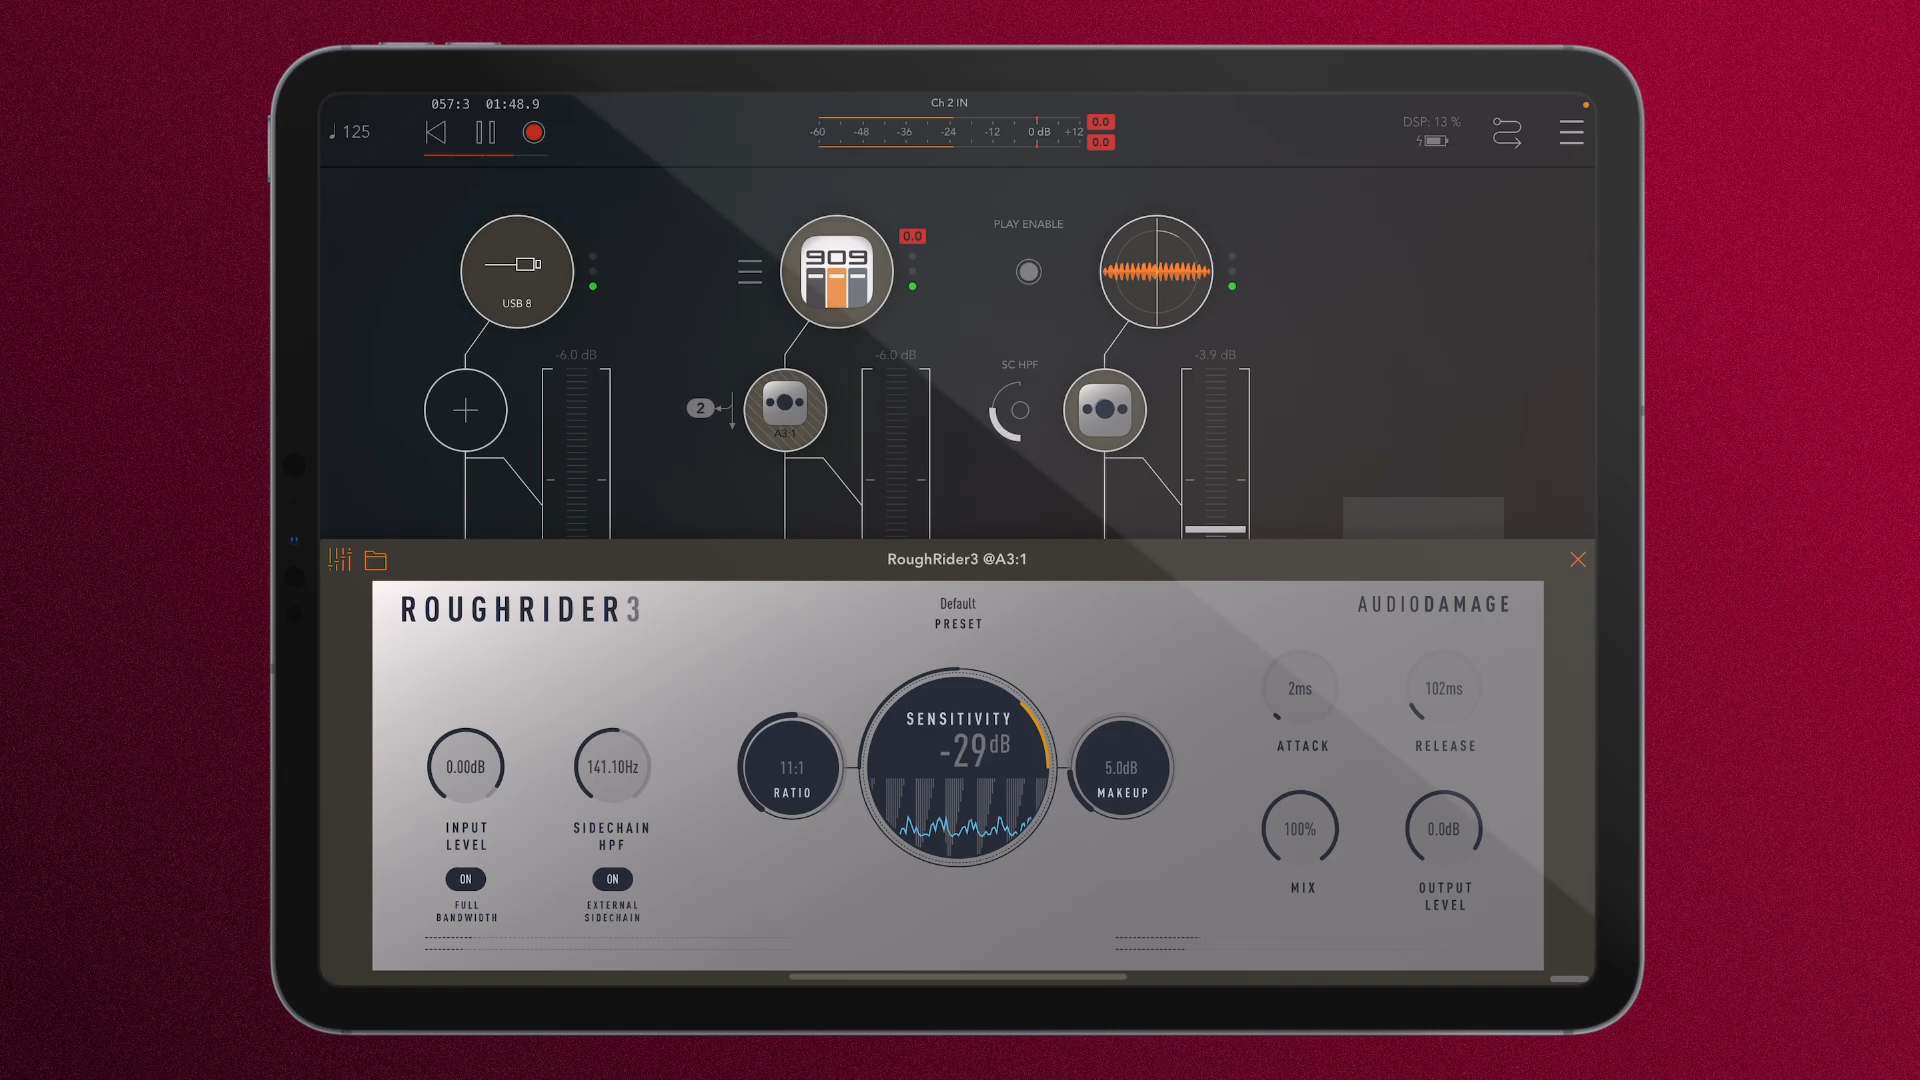 057:3 01:48.9
♩ 125
Ch 2 IN
-60 -48 -36 -24 -12 0 dB +12
0.0
0.0
DSP: 13 %
USB 8
909
0.0
PLAY ENABLE
-6.0 dB
-6.0 dB
SC HPF
-3.9 dB
2
A3:1
RoughRider3 @A3:1
ROUGHRIDER3
Default
PRESET
AUDIODAMAGE
0.00dB
INPUT
LEVEL
ON
FULL
BANDWIDTH
141.10Hz
SIDECHAIN
HPF
ON
EXTERNAL
SIDECHAIN
11:1
RATIO
SENSITIVITY
-29dB
5.0dB
MAKEUP
2ms
ATTACK
102ms
RELEASE
100%
MIX
0.0dB
OUTPUT
LEVEL